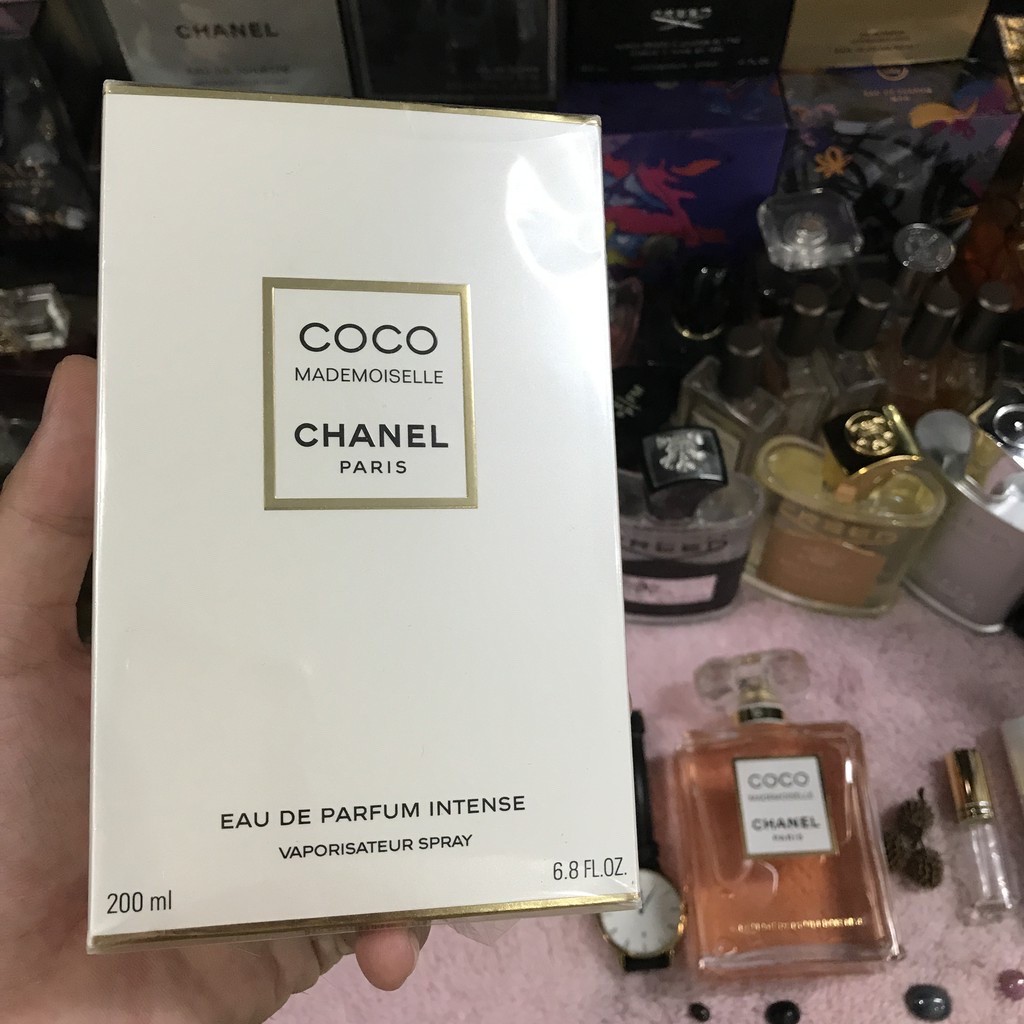 CHANEL
COCO
MADEMOISELLE
CHANEL
PARIS
EAU DE PARFUM INTENSE
VAPORISATEUR SPRAY
200 ml
6.8 FL.OZ.
CREED
COCO
MADEMOISELLE
CHANEL
PARIS